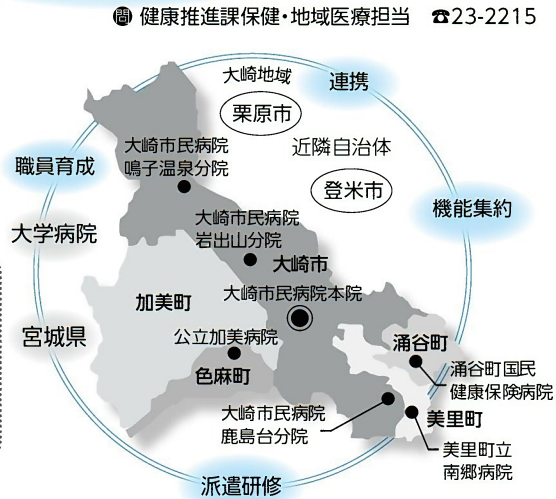 問 健康推進課保健・地域医療担当 ☎23-2215
大崎地域
連携
栗原市
近隣自治体
登米市
大崎市民病院
鳴子温泉分院
職員育成
機能集約
大学病院
大崎市民病院
岩出山分院
大崎市
大崎市民病院本院
加美町
宮城県
公立加美病院
色麻町
涌谷町
涌谷町国民
健康保険病院
大崎市民病院
鹿島台分院
美里町
美里町立
南郷病院
派遣研修